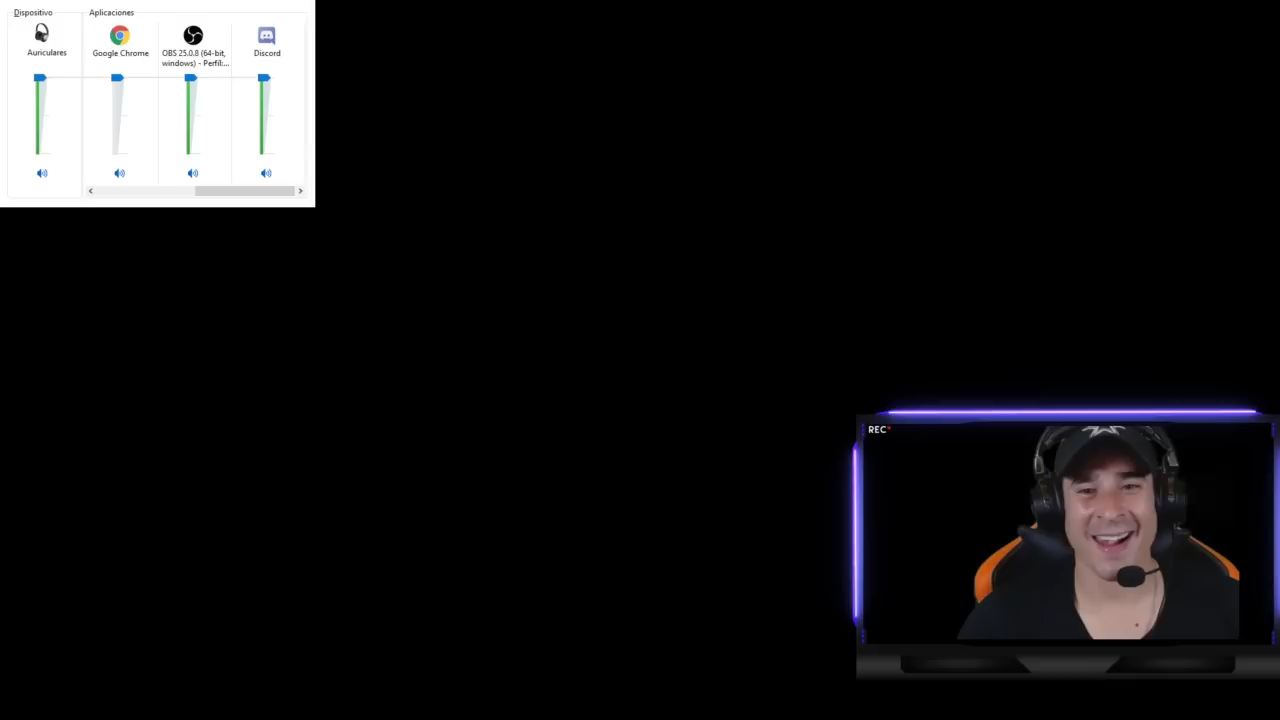 Dispositivo
Aplicaciones
Auriculares
Google Chrome
OBS 25.0.8 (64-bit,
windows) - Perfil:...
Discord
REC